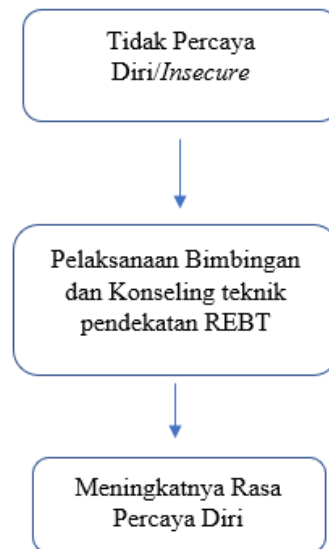 Tidak Percaya
Diri/Insecure
Pelaksanaan Bimbingan
dan Konseling teknik
pendekatan REBT
Meningkatnya Rasa
Percaya Diri